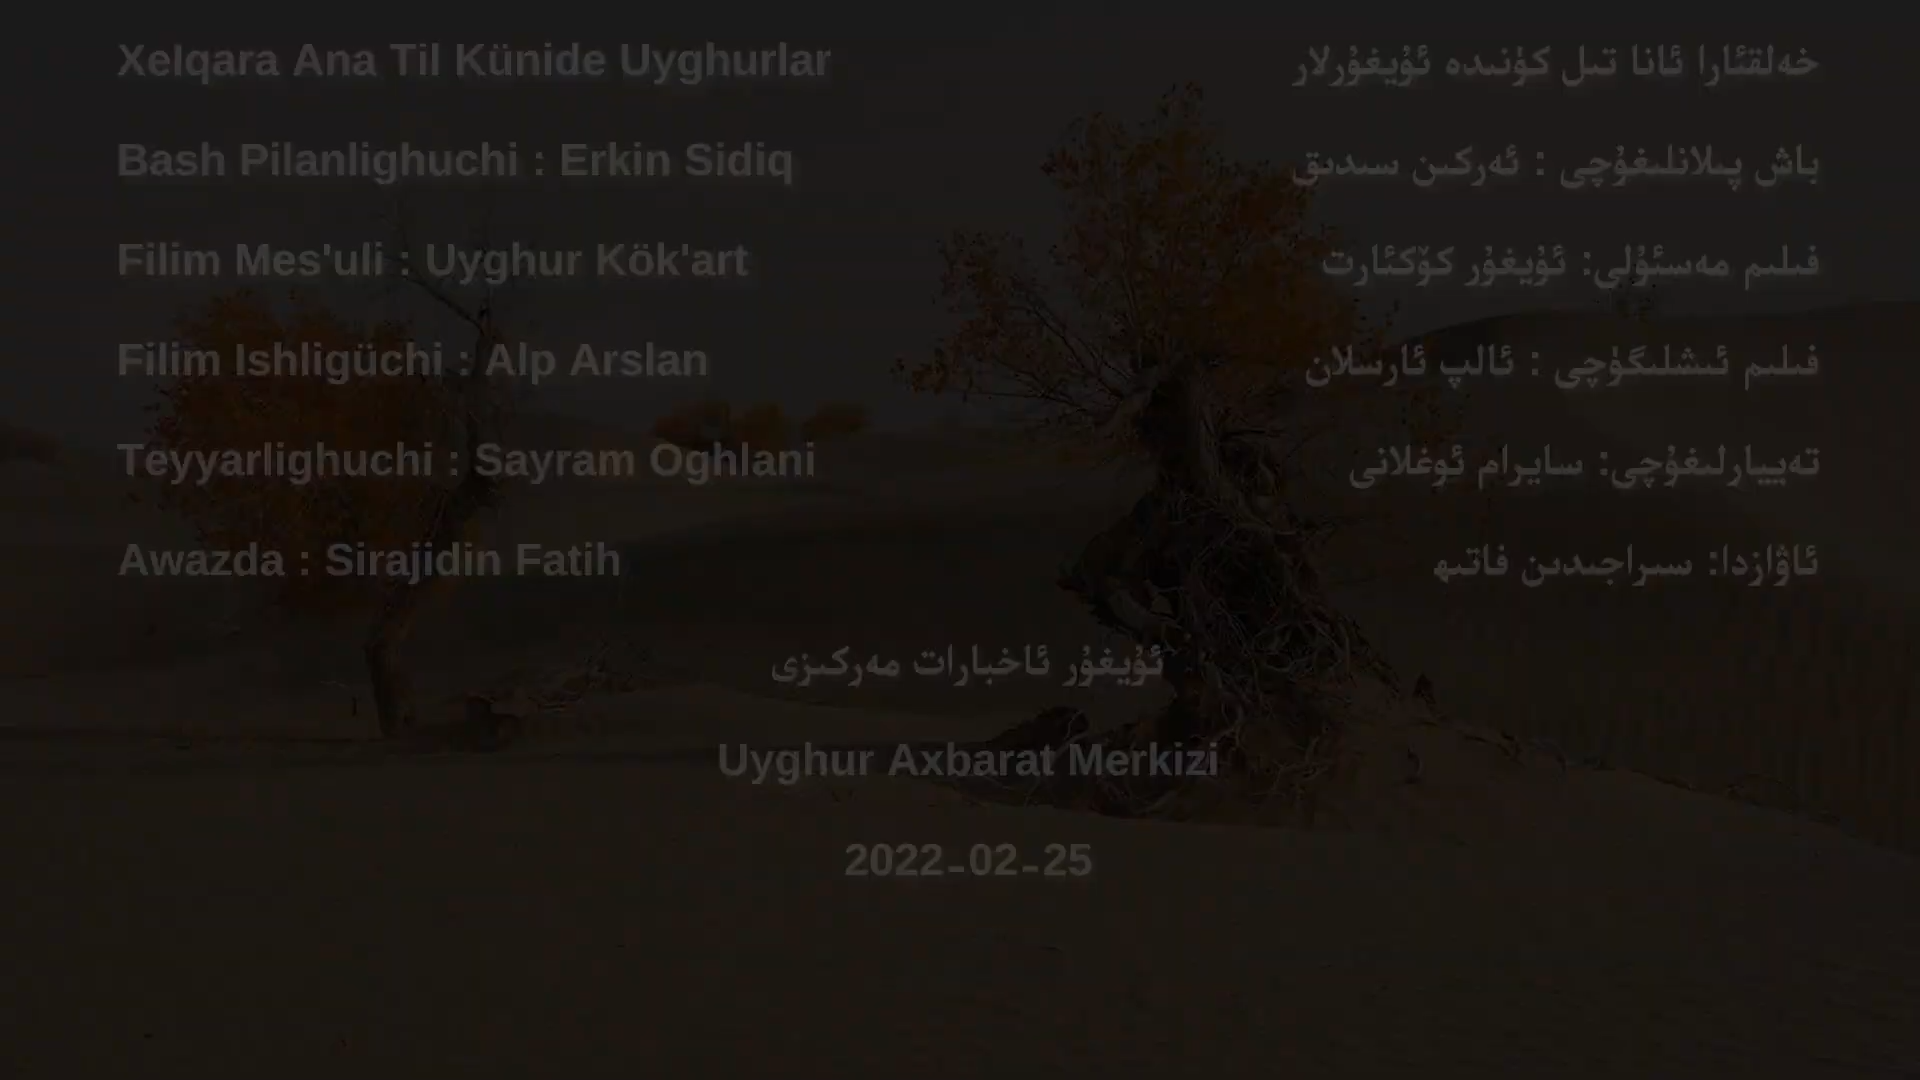 Xelqara Ana Til Künide Uyghurlar
خەلقئارا ئانا تىل كۈنىدە ئۇيغۇرلار
Bash Pilanlighuchi : Erkin Sidiq
باش پىلانلىغۇچى : ئەركىن سىدىق
Filim Mes'uli : Uyghur Kök'art
فىلىم مەسئۇلى: ئۇيغۇر كۆكئارت
Filim Ishligüchi : Alp Arslan
فىلىم ئىشلىگۈچى : ئالپ ئارسلان
Teyyarlighuchi : Sayram Oghlani
تەييارلىغۇچى: سايرام ئوغلانى
Awazda : Sirajidin Fatih
ئاۋازدا: سىراجىدىن فاتىھ
ئۇيغۇر ئاخبارات مەركىزى
Uyghur Axbarat Merkizi
2022-02-25